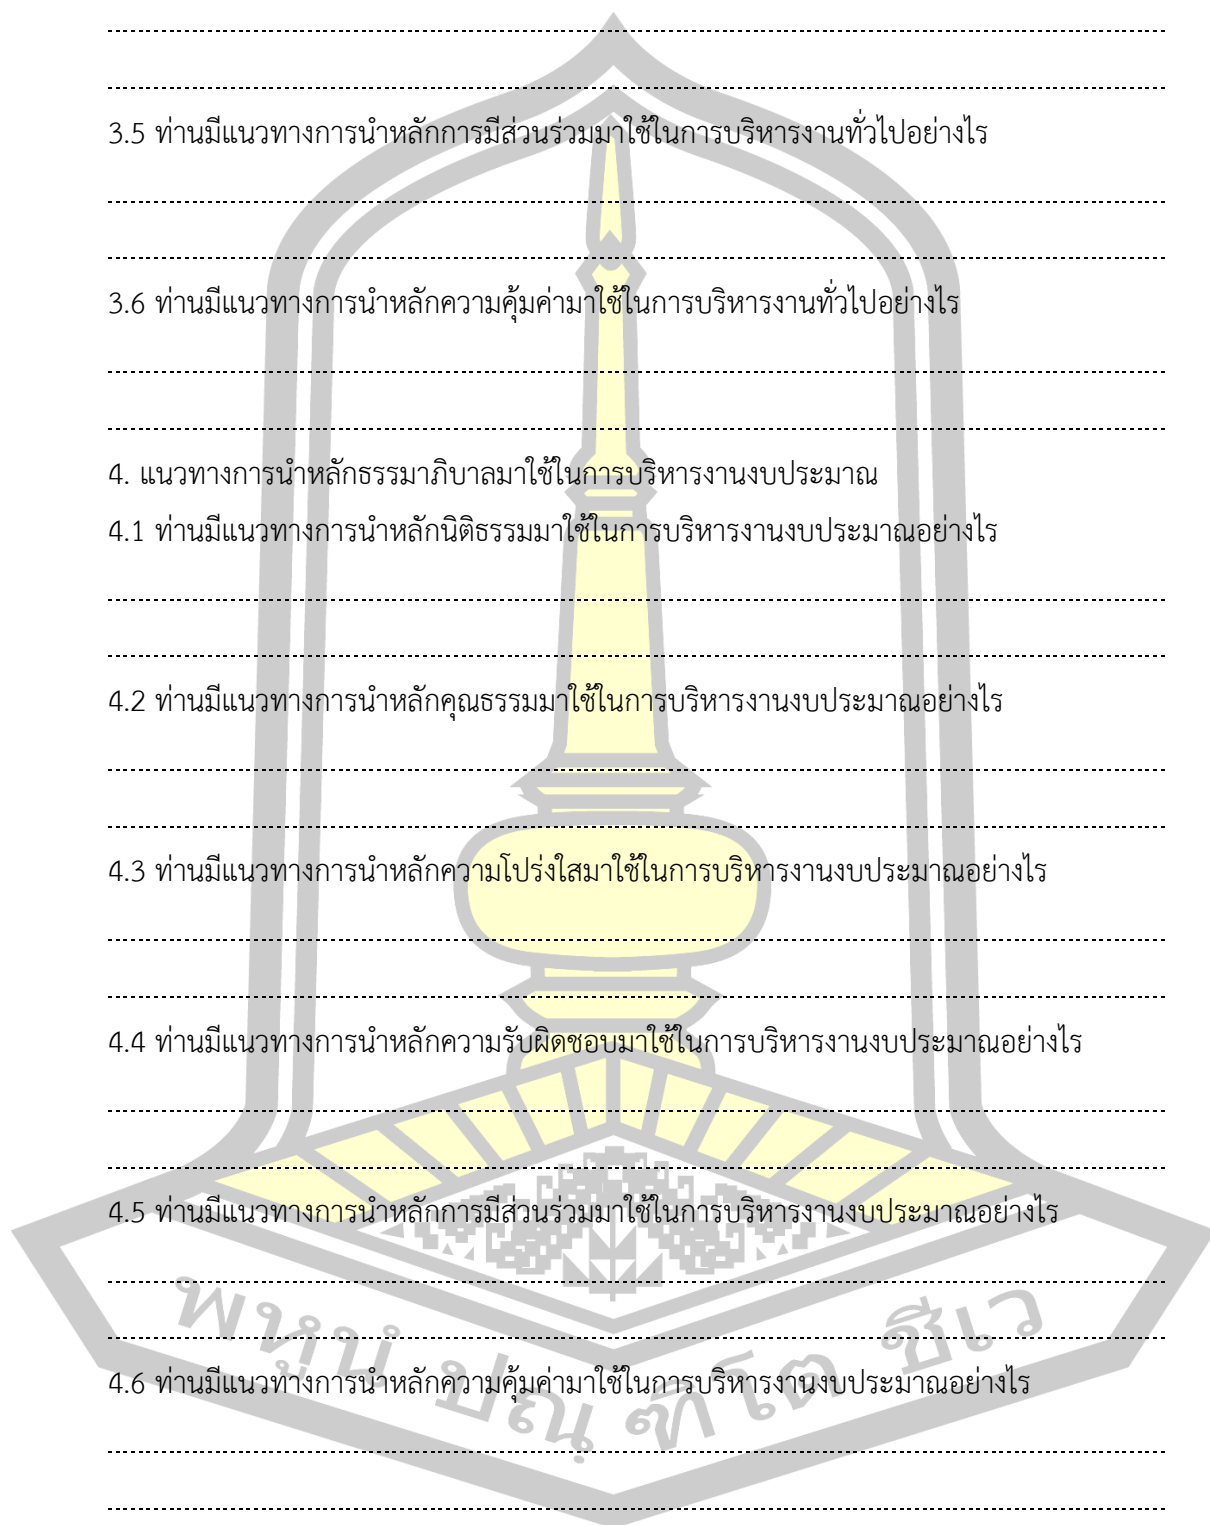 3.5 ท่านมีแนวทางการนำหลักการมีส่วนร่วมมาใช้ในการบริหารงานทั่วไปอย่างไร
3.6 ท่านมีแนวทางการนำหลักความคุ้มค่ามาใช้ในการบริหารงานทั่วไปอย่างไร
4. แนวทางการนำหลักธรรมาภิบาลมาใช้ในการบริหารงานงบประมาณ
4.1 ท่านมีแนวทางการนำหลักนิติธรรมมาใช้ในการบริหารงานงบประมาณอย่างไร
4.2 ท่านมีแนวทางการนำหลักคุณธรรมมาใช้ในการบริหารงานงบประมาณอย่างไร
4.3 ท่านมีแนวทางการนำหลักความโปร่งใสมาใช้ในการบริหารงานงบประมาณอย่างไร
4.4 ท่านมีแนวทางการนำหลักความรับผิดชอบมาใช้ในการบริหารงานงบประมาณอย่างไร
4.5 ท่านมีแนวทางการนำหลักการมีส่วนร่วมมาใช้ในการบริหารงานงบประมาณอย่างไร
4.6 ท่านมีแนวทางการนำหลักความคุ้มค่ามาใช้ในการบริหารงานงบประมาณอย่างไร
พหูนํ ปณฺฑิโต ชีเว